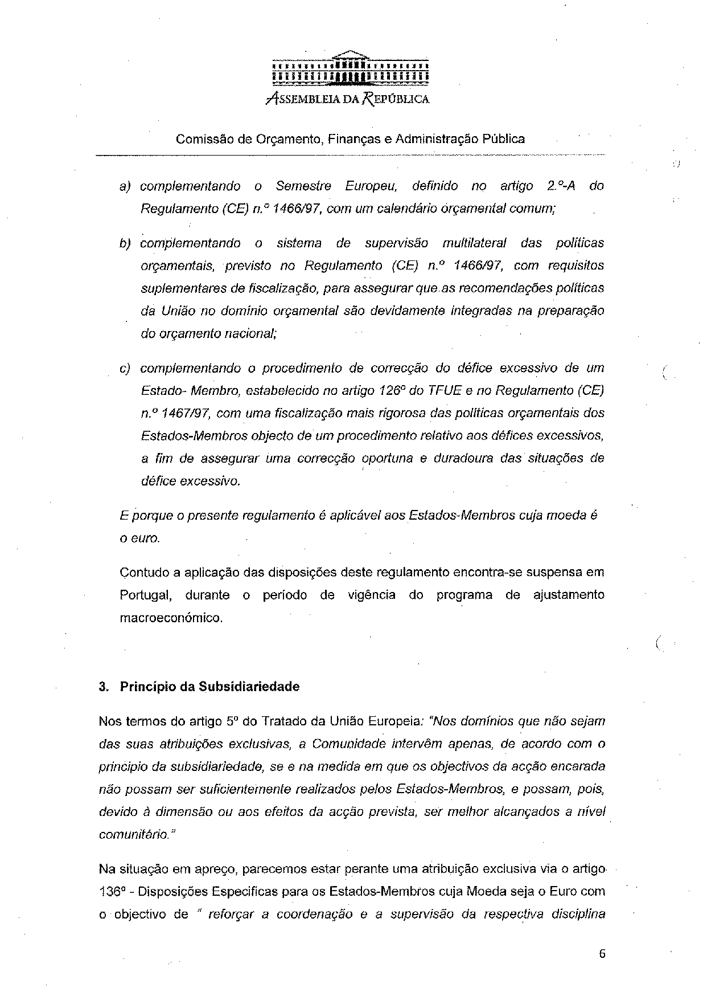 ASSEMBLEIA DA REPÚBLICA
Comissão de Orçamento, Finanças e Administração Pública
a) complementando o Semestre Europeu, definido no artigo 2.º-A do
Regulamento (CE) n.º 1466/97, com um calendário orçamental comum;
b) complementando o sistema de supervisão multilateral das políticas
orçamentais, previsto no Regulamento (CE) n.º 1466/97, com requisitos
suplementares de fiscalização, para assegurar que as recomendações políticas
da União no domínio orçamental são devidamente integradas na preparação
do orçamento nacional;
c) complementando o procedimento de correcção do défice excessivo de um
Estado- Membro, estabelecido no artigo 126º do TFUE e no Regulamento (CE)
n.º 1467/97, com uma fiscalização mais rigorosa das políticas orçamentais dos
Estados-Membros objecto de um procedimento relativo aos défices excessivos,
a fim de assegurar uma correcção oportuna e duradoura das situações de
défice excessivo.
E porque o presente regulamento é aplicável aos Estados-Membros cuja moeda é
o euro.
Contudo a aplicação das disposições deste regulamento encontra-se suspensa em
Portugal, durante o período de vigência do programa de ajustamento
macroeconómico.
3. Princípio da Subsidiariedade
Nos termos do artigo 5º do Tratado da União Europeia: "Nos domínios que não sejam
das suas atribuições exclusivas, a Comunidade intervêm apenas, de acordo com o
princípio da subsidiariedade, se e na medida em que os objectivos da acção encarada
não possam ser suficientemente realizados pelos Estados-Membros, e possam, pois,
devido à dimensão ou aos efeitos da acção prevista, ser melhor alcançados a nível
comunitário."
Na situação em apreço, parecemos estar perante uma atribuição exclusiva via o artigo
136º - Disposições Especificas para os Estados-Membros cuja Moeda seja o Euro com
o objectivo de " reforçar a coordenação e a supervisão da respectiva disciplina
6